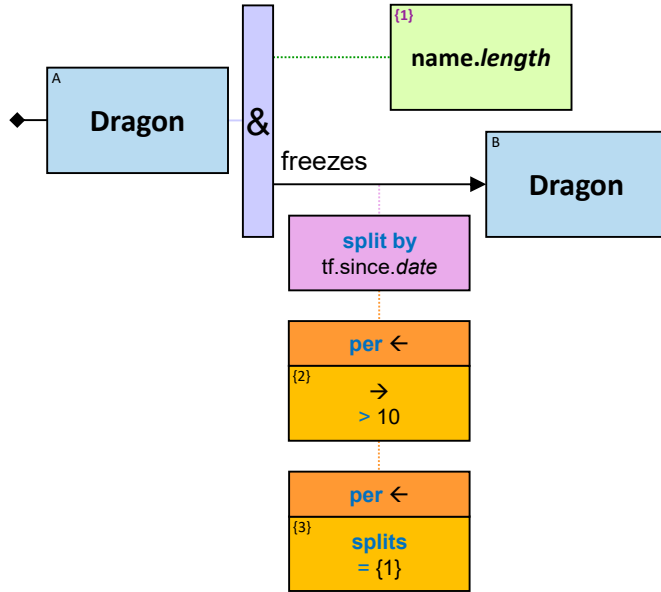 {1}
name.length
A
Dragon
&
freezes
B
Dragon
split by
tf.since.date
per ←
{2}
→
> 10
per ←
{3}
splits
= {1}